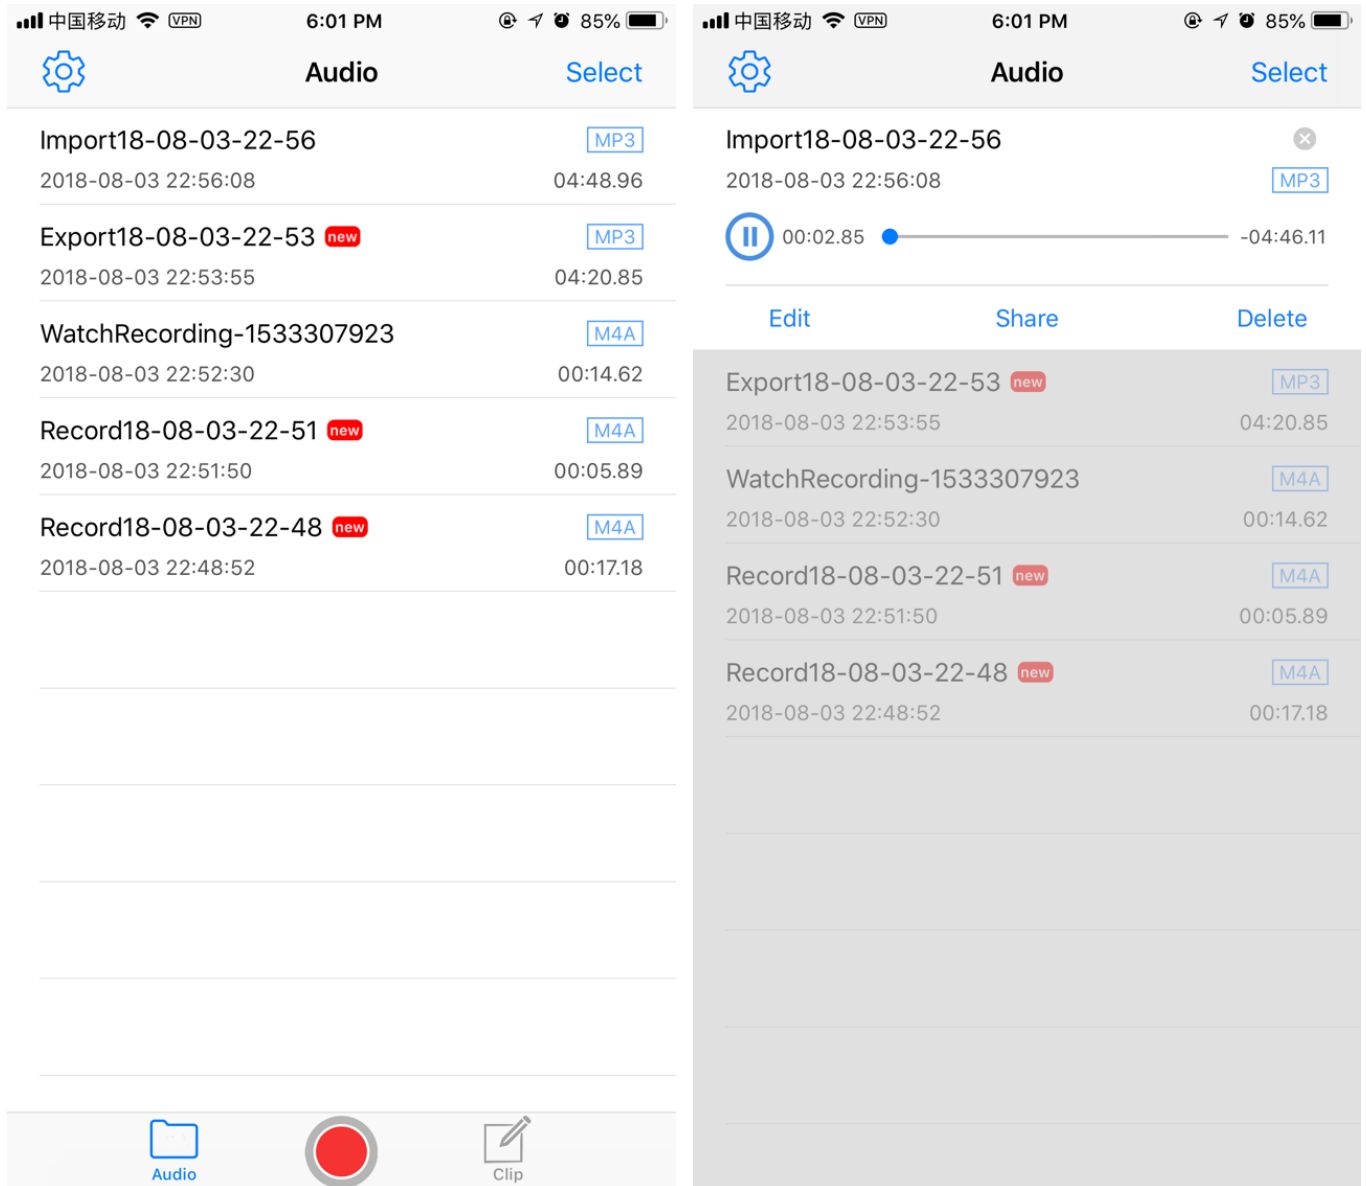 中国移动 VPN 6:01 PM 85%
Audio Select
Import18-08-03-22-56 MP3
2018-08-03 22:56:08 04:48.96
Export18-08-03-22-53 new MP3
2018-08-03 22:53:55 04:20.85
WatchRecording-1533307923 M4A
2018-08-03 22:52:30 00:14.62
Record18-08-03-22-51 new M4A
2018-08-03 22:51:50 00:05.89
Record18-08-03-22-48 new M4A
2018-08-03 22:48:52 00:17.18
Audio Clip
中国移动 VPN 6:01 PM 85%
Audio Select
Import18-08-03-22-56
2018-08-03 22:56:08 MP3
00:02.85 -04:46.11
Edit Share Delete
Export18-08-03-22-53 new MP3
2018-08-03 22:53:55 04:20.85
WatchRecording-1533307923 M4A
2018-08-03 22:52:30 00:14.62
Record18-08-03-22-51 new M4A
2018-08-03 22:51:50 00:05.89
Record18-08-03-22-48 new M4A
2018-08-03 22:48:52 00:17.18